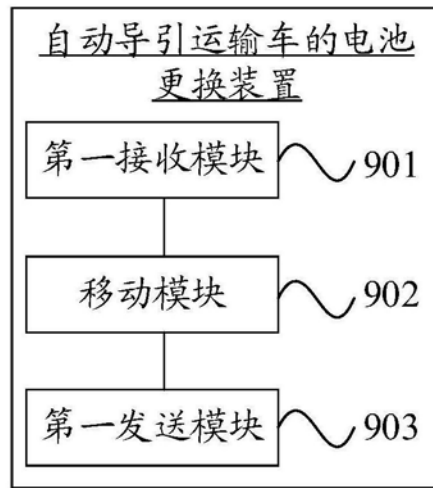 自动导引运输车的电池
更换装置
第一接收模块 901
移动模块 902
第一发送模块 903